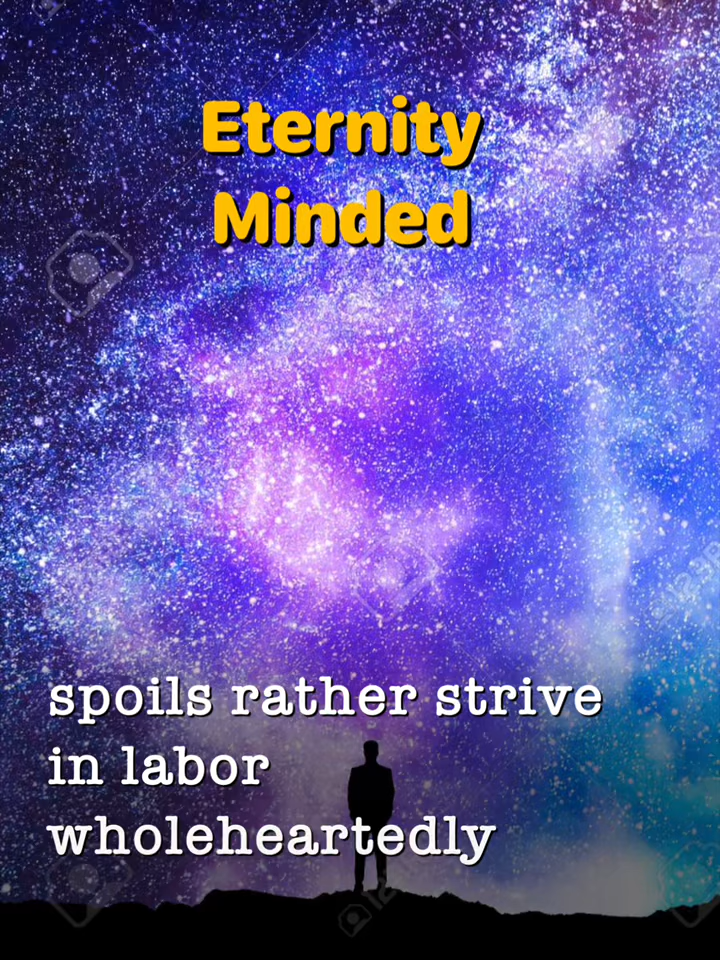 Eternity
Minded
spoils rather strive
in labor
wholeheartedly